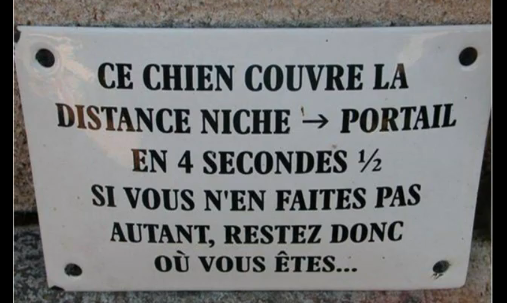 CE CHIEN COUVRE LA
DISTANCE NICHE → PORTAIL
EN 4 SECONDES ½
SI VOUS N'EN FAITES PAS
AUTANT, RESTEZ DONC
OÙ VOUS ÊTES...